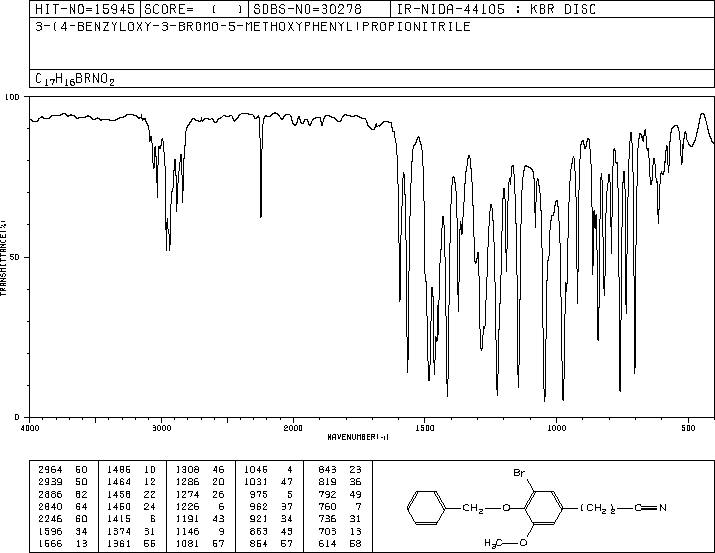 HIT-NO=15945 SCORE= ( ) SDBS-NO=30278 IR-NIDA-44105 : KBR DISC
3-(4-BENZYLOXY-3-BROMO-5-METHOXYPHENYL)PROPIONITRILE
C17H16BRNO2
100
50
0
TRANSMITTANCE(%)
4000 3000 2000 1500 1000 500
WAVENUMBER(-1)
2964 60 1486 10 1308 46 1046 4 843 23
2939 50 1464 12 1286 20 1031 47 819 36
2886 62 1458 22 1274 26 975 5 792 49
2840 64 1450 24 1226 6 962 37 760 7
2246 60 1415 6 1191 43 921 34 736 31
1596 34 1374 31 1146 9 863 49 703 13
1566 13 1361 55 1081 57 854 57 614 58
Br
CH2 O (CH2)2 C N
H3C O